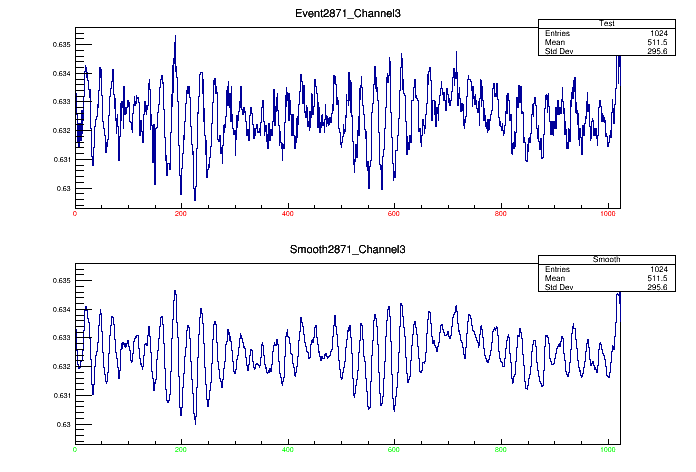 Event2871_Channel3
Test
Entries 1024
Mean 511.5
Std Dev 295.6
0.635
0.634
0.633
0.632
0.631
0.63
0 200 400 600 800 1000
Smooth2871_Channel3
Smooth
Entries 1024
Mean 511.5
Std Dev 295.6
0.635
0.634
0.633
0.632
0.631
0.63
0 200 400 600 800 1000